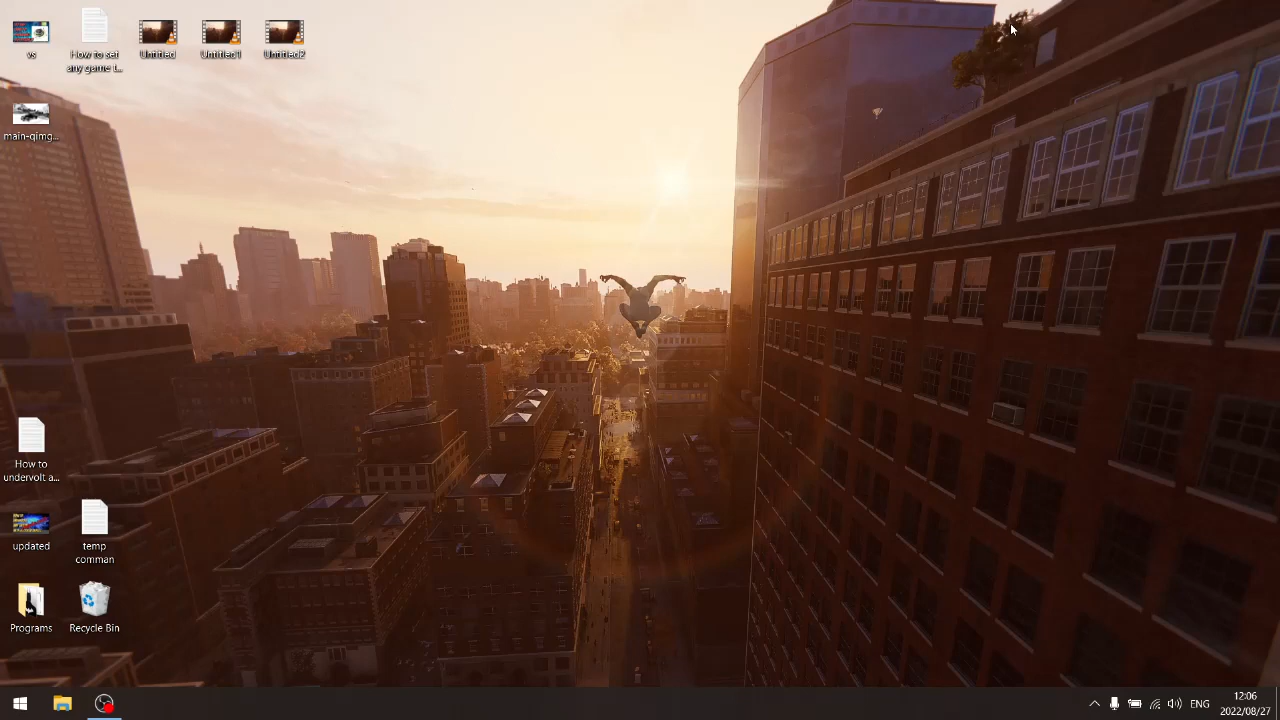 vs
How to set
any game t...
Untitled
Untitled1
Untitled2
main-qimg...
How to
undervolt a...
updated
temp
comman
Programs
Recycle Bin
ENG
12:06
2022/08/27